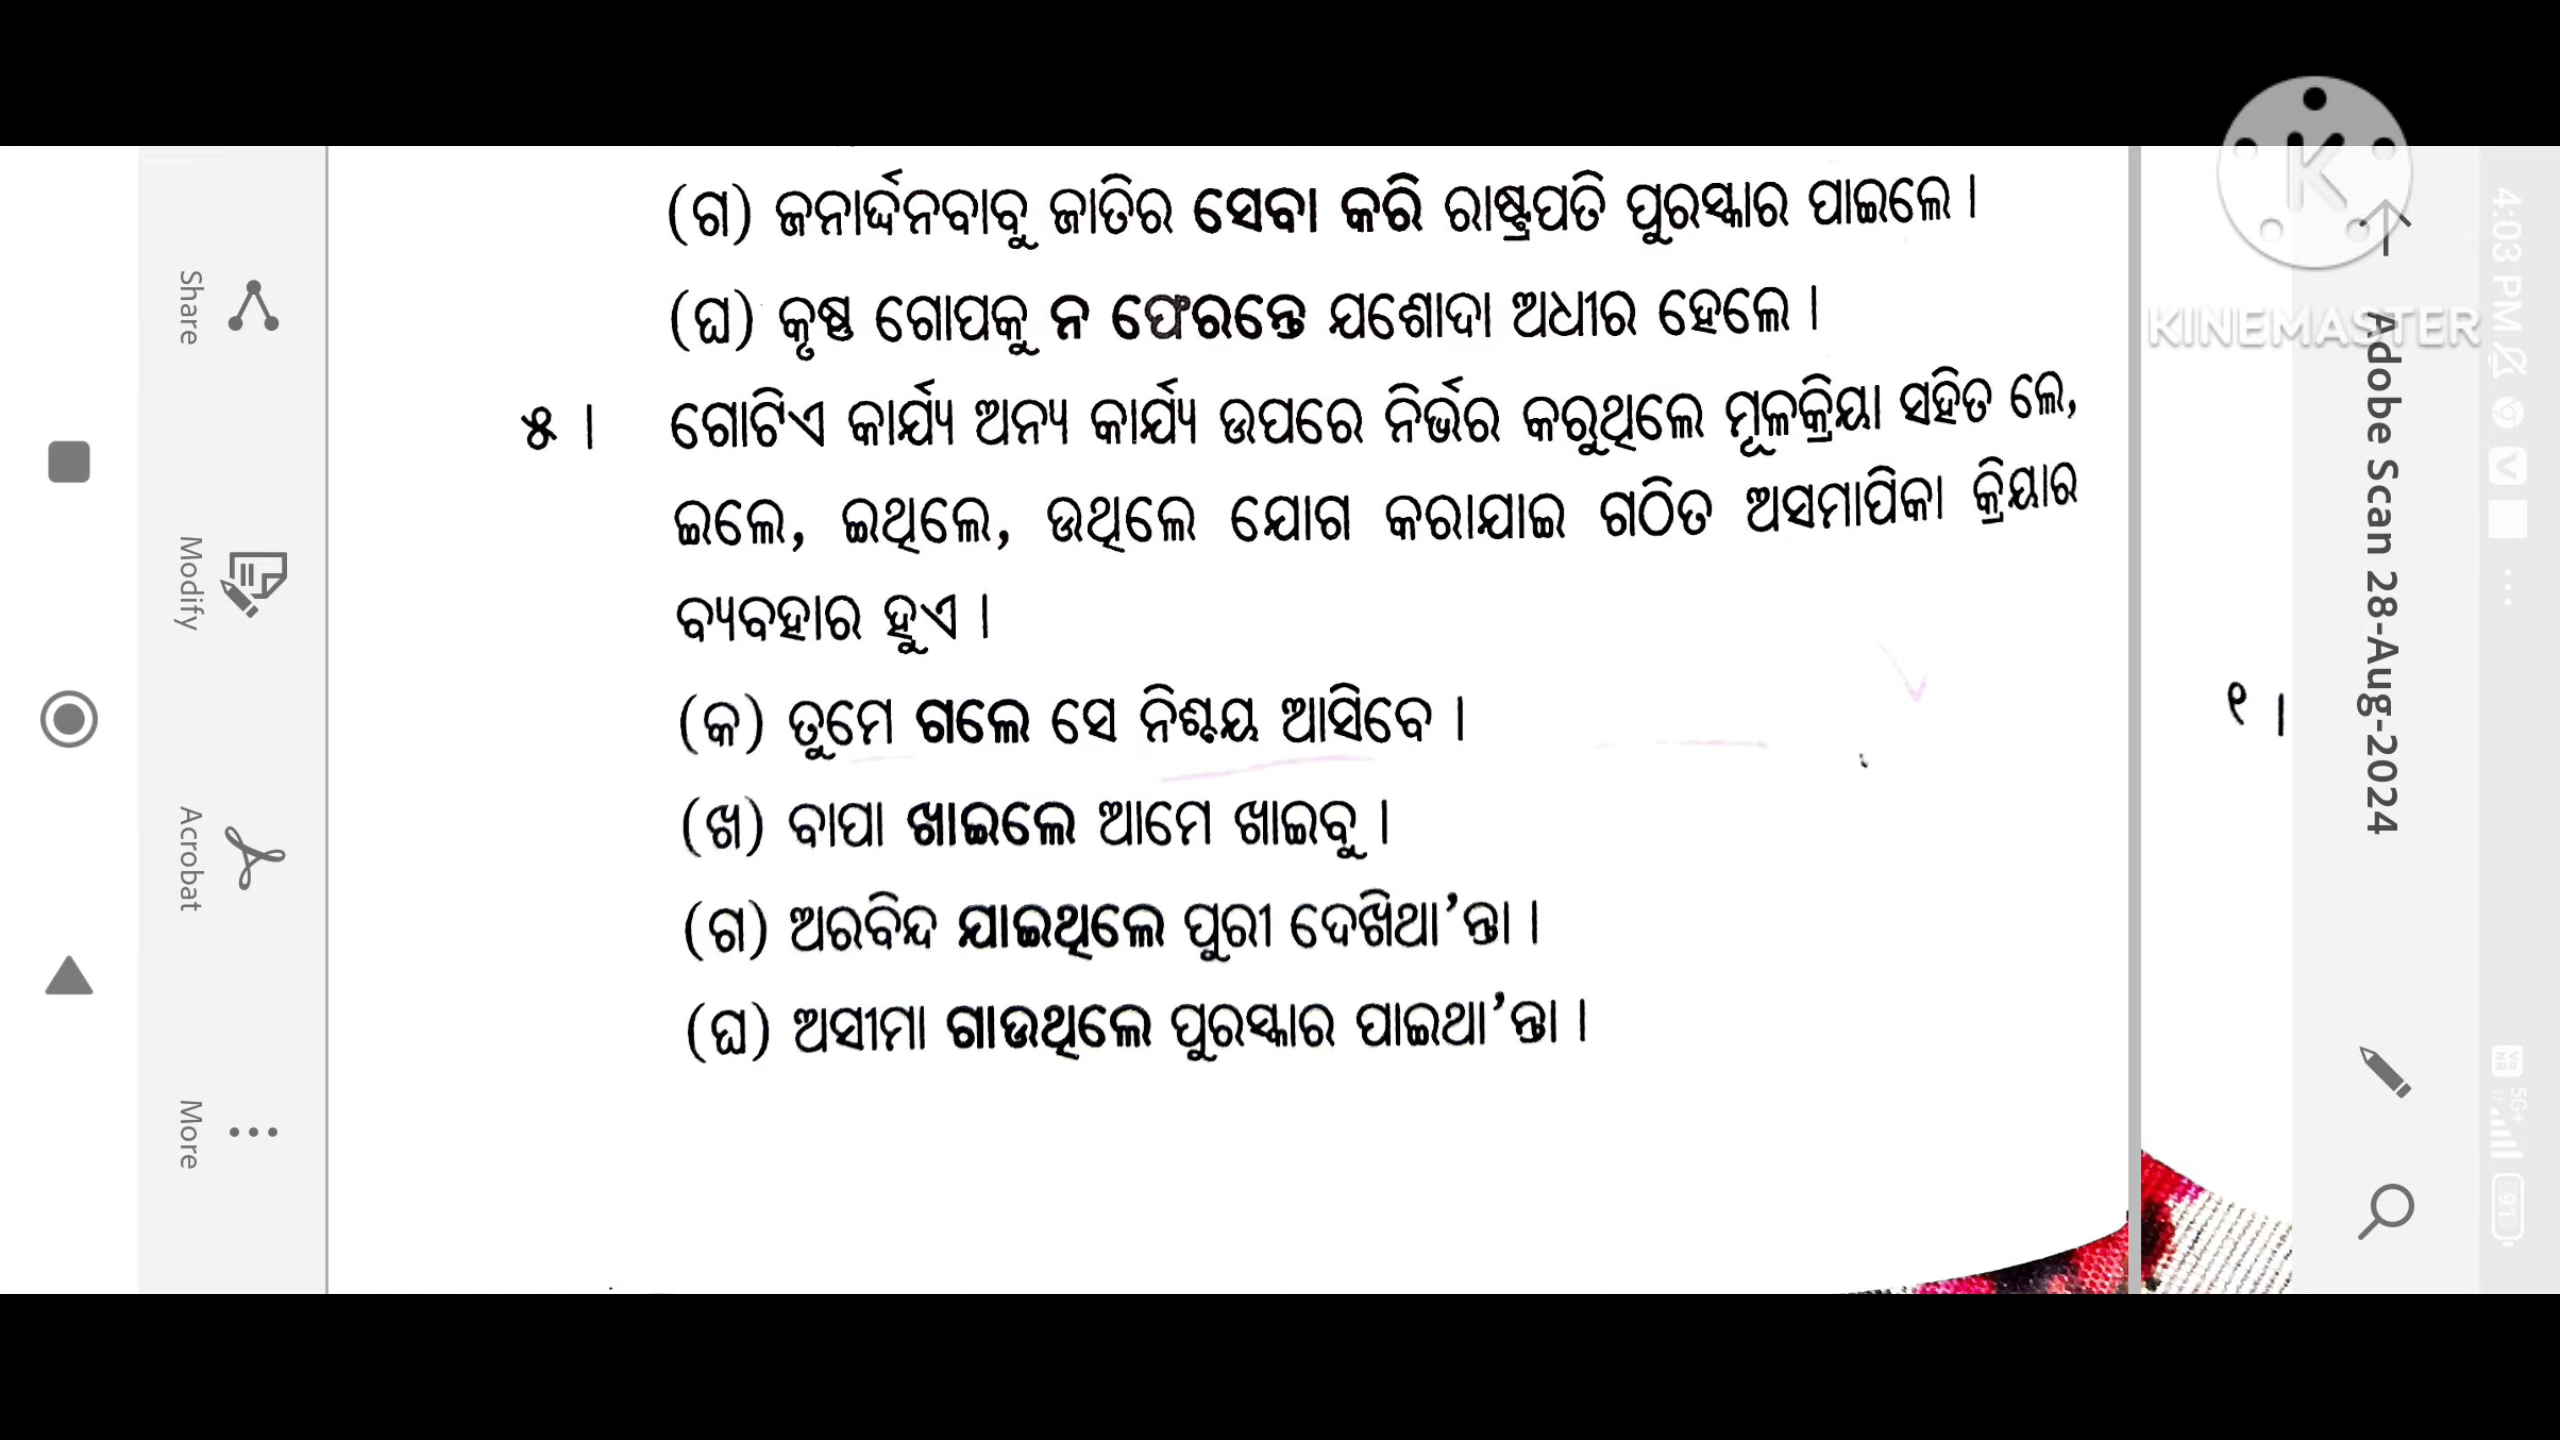 (ଗ) ଜନାର୍ଦ୍ଦନବାବୁ ଜାତିର ସେବା କରି ରାଷ୍ଟ୍ରପତି ପୁରସ୍କାର ପାଇଲେ ।
(ଘ) କୃଷ୍ଣ ଗୋପକୁ ନ ଫେରନ୍ତେ ଯଶୋଦା ଅଧୀର ହେଲେ ।
୫ । ଗୋଟିଏ କାର୍ଯ୍ୟ ଅନ୍ୟ କାର୍ଯ୍ୟ ଉପରେ ନିର୍ଭର କରୁଥିଲେ ମୂଳକ୍ରିୟା ସହିତ ଲେ,
ଇଲେ, ଇଥିଲେ, ଉଥିଲେ ଯୋଗ କରାଯାଇ ଗଠିତ ଅସମାପିକା କ୍ରିୟାର
ବ୍ୟବହାର ହୁଏ ।
(କ) ତୁମେ ଗଲେ ସେ ନିଶ୍ଚୟ ଆସିବେ ।
(ଖ) ବାପା ଖାଇଲେ ଆମେ ଖାଇବୁ ।
(ଗ) ଅରବିନ୍ଦ ଯାଇଥିଲେ ପୁରୀ ଦେଖିଥା’ନ୍ତା ।
(ଘ) ଅସୀମା ଗାଉଥିଲେ ପୁରସ୍କାର ପାଇଥା’ନ୍ତା ।
୧ ।
Share
Modify
Acrobat
More
Adobe Scan 28-Aug-2024
4:03 PM
5G+
91
K
KINEMASTER